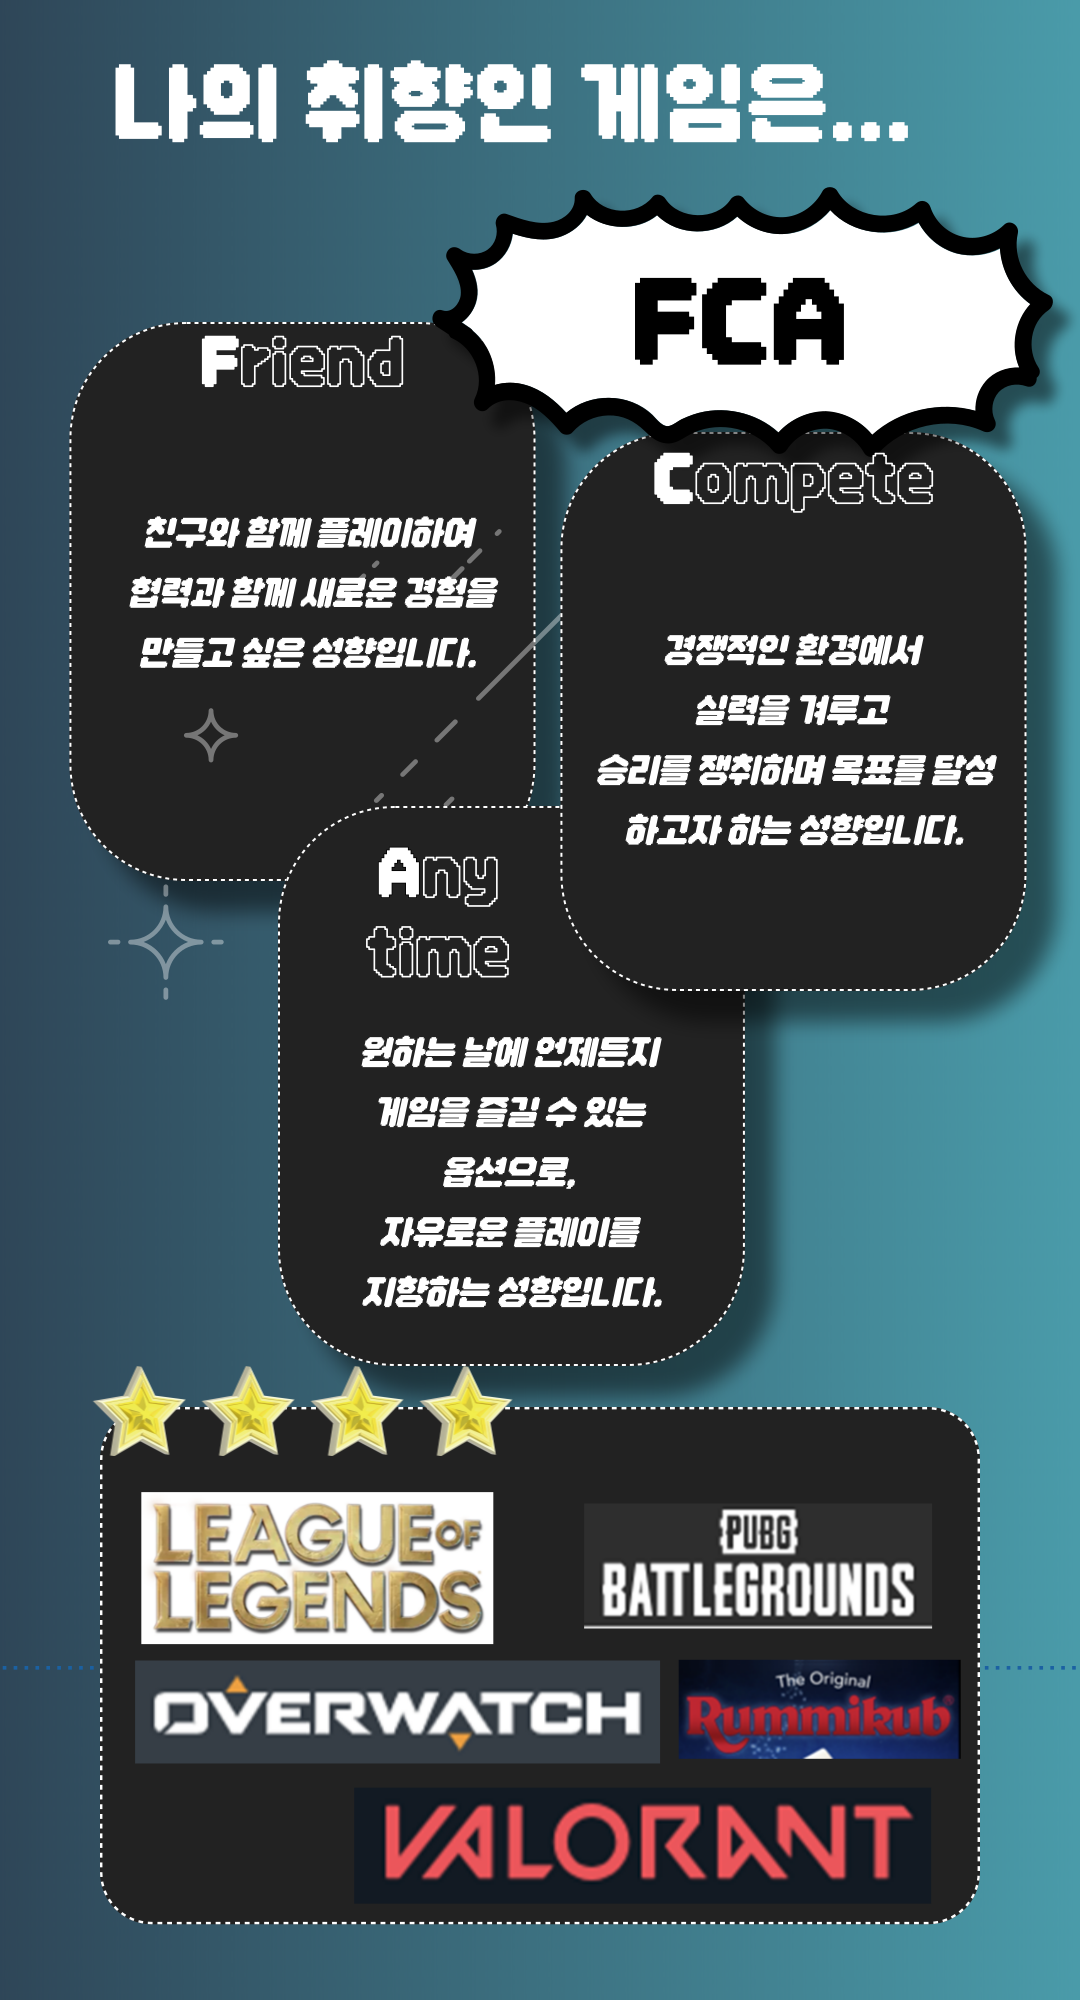 나의 취향인 게임은...
FCA
Friend
친구와 함께 플레이하여
협력과 함께 새로운 경험을
만들고 싶은 성향입니다.
Compete
경쟁적인 환경에서
실력을 겨루고
승리를 쟁취하며 목표를 달성
하고자 하는 성향입니다.
Any
time
원하는 날에 언제든지
게임을 즐길 수 있는
옵션으로,
자유로운 플레이를
지향하는 성향입니다.
LEAGUE OF
LEGENDS
PUBG
BATTLEGROUNDS
OVERWATCH
The Original
Rummikub®
VALORANT